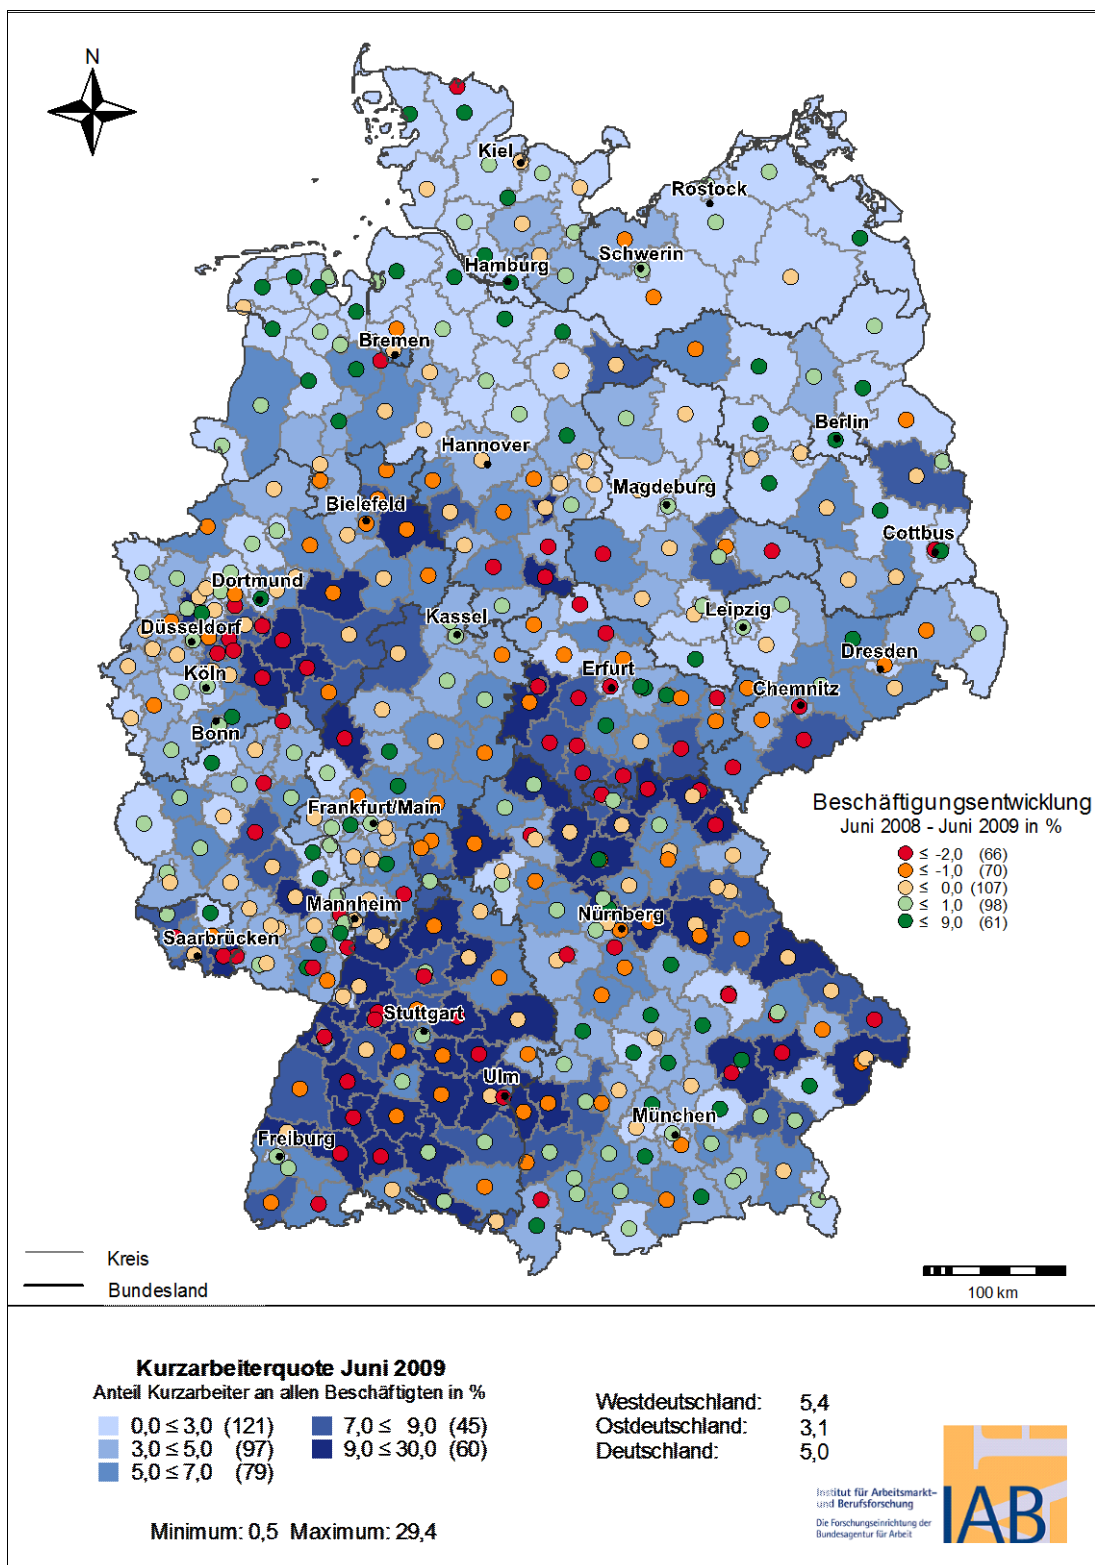 N
Kiel
Rostock
Schwerin
Hamburg
Bremen
Berlin
Hannover
Magdeburg
Bielefeld
Cottbus
Dortmund
Kassel
Leipzig
Düsseldorf
Dresden
Köln
Erfurt
Chemnitz
Bonn
Frankfurt/Main
Mannheim
Nürnberg
Saarbrücken
Stuttgart
Ulm
München
Freiburg
Beschäftigungsentwicklung
Juni 2008 - Juni 2009 in %
≤ -2,0 (66)
≤ -1,0 (70)
≤ 0,0 (107)
≤ 1,0 (98)
≤ 9,0 (61)
Kreis
Bundesland
100 km
Kurzarbeiterquote Juni 2009
Anteil Kurzarbeiter an allen Beschäftigten in %
0,0 ≤ 3,0 (121)
3,0 ≤ 5,0 (97)
5,0 ≤ 7,0 (79)
7,0 ≤ 9,0 (45)
9,0 ≤ 30,0 (60)
Minimum: 0,5 Maximum: 29,4
Westdeutschland: 5,4
Ostdeutschland: 3,1
Deutschland: 5,0
Institut für Arbeitsmarkt-
und Berufsforschung
Die Forschungseinrichtung der
Bundesagentur für Arbeit
IAB